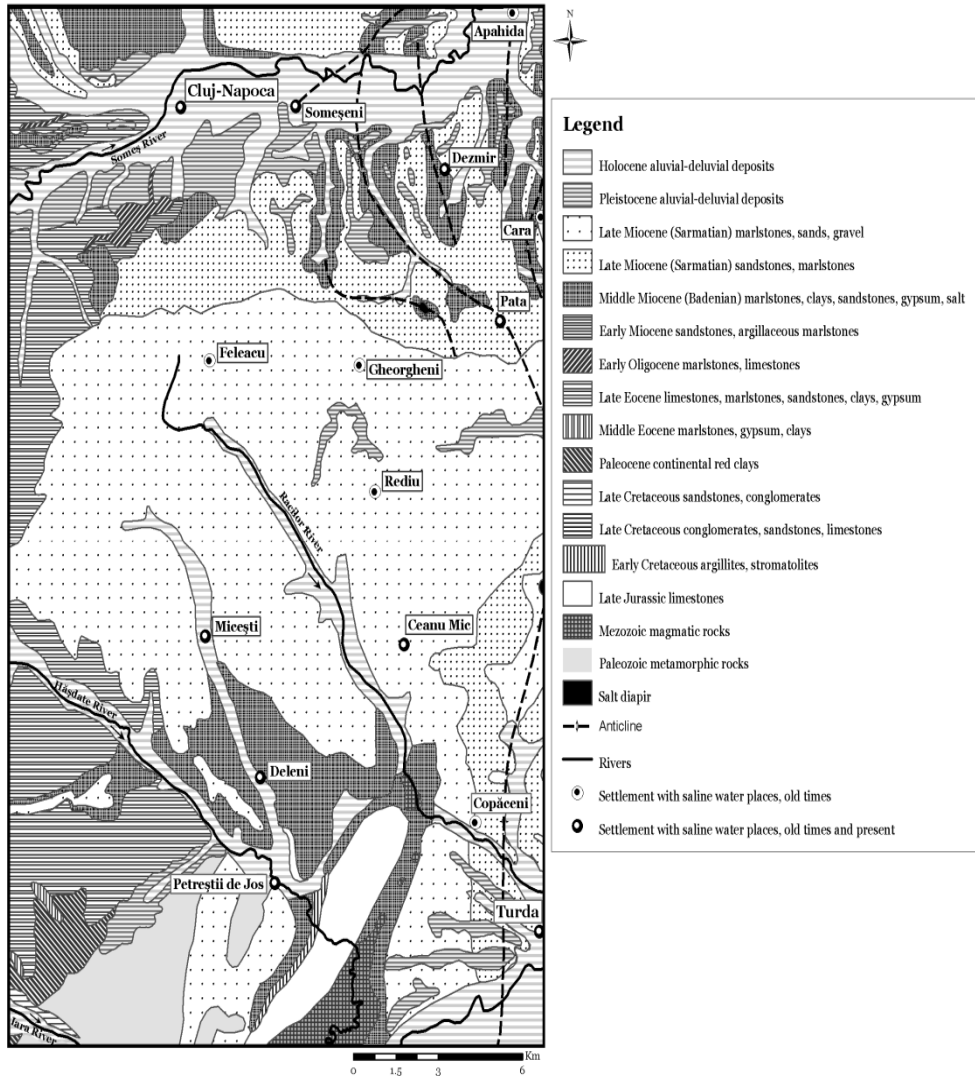 N
Apahida
Cluj-Napoca
Someșeni
Someș River
Dezmir
Cara
Pata
Feleacu
Gheorgheni
Rediu
Racilor River
Micești
Ceanu Mic
Hășdate River
Deleni
Copăceni
Petreștii de Jos
Turda
Iara River
Km
0 1.5 3 6
Legend
Holocene aluvial-deluvial deposits
Pleistocene aluvial-deluvial deposits
Late Miocene (Sarmatian) marlstones, sands, gravel
Late Miocene (Sarmatian) sandstones, marlstones
Middle Miocene (Badenian) marlstones, clays, sandstones, gypsum, salt
Early Miocene sandstones, argillaceous marlstones
Early Oligocene marlstones, limestones
Late Eocene limestones, marlstones, sandstones, clays, gypsum
Middle Eocene marlstones, gypsum, clays
Paleocene continental red clays
Late Cretaceous sandstones, conglomerates
Late Cretaceous conglomerates, sandstones, limestones
Early Cretaceous argillites, stromatolites
Late Jurassic limestones
Mezozoic magmatic rocks
Paleozoic metamorphic rocks
Salt diapir
Anticline
Rivers
Settlement with saline water places, old times
Settlement with saline water places, old times and present